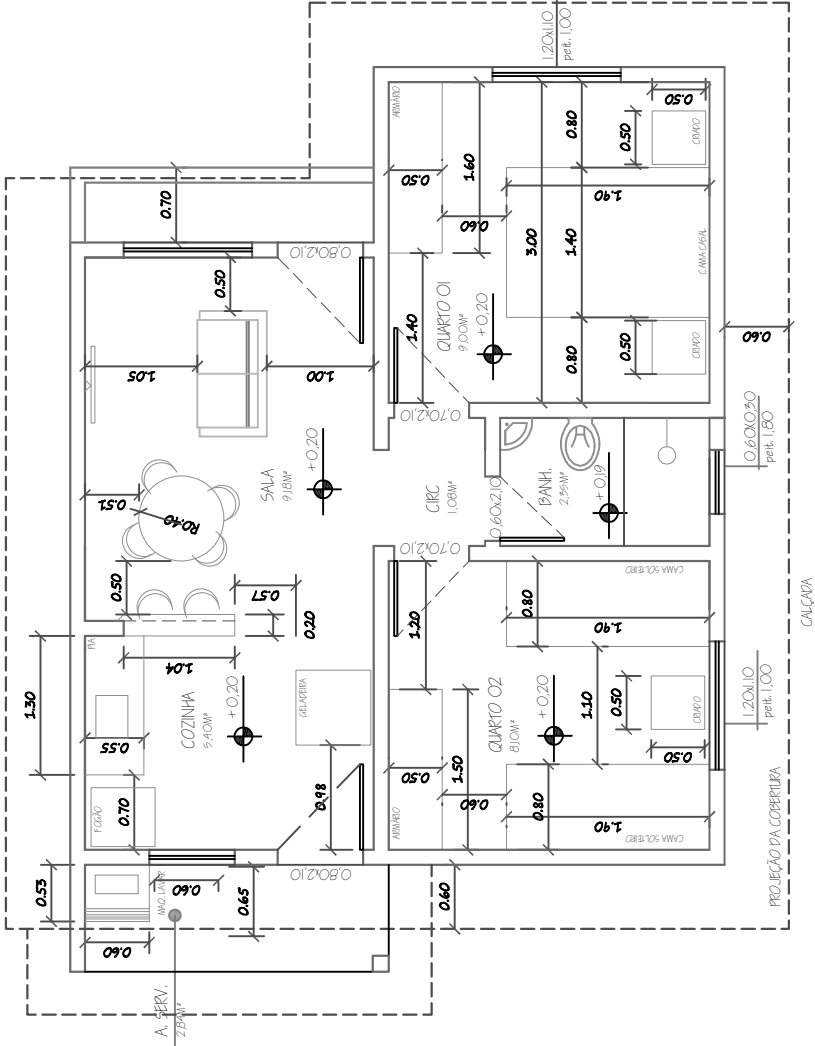 1.20x1.10
peit. 1,00
ARMÁRIO
0.50
1.60
0.60
3.00
0.80
1.40
0.80
0.50
0.50
CRIADO
1.90
CAMA CASAL
0.50
CRIADO
1.40
QUARTO 01
9,00M²
+0,20
0.70
0,80x2,10
0.50
1.05
1.00
0.60
0,70x2,10
0,60X0,30
peit. 1,80
SALA
9,18M²
+0,20
0.51
R0.40
CIRC
1,08M²
0,60x2,10
BANH.
2,35M²
+0,19
0,70x2,10
0.50
0.57
0.20
1.20
0.80
1.90
CAMA SOLTEIRO
CALÇADA
1.30
PIA
1.04
0.55
COZINHA
5,40M²
+0,20
GELADEIRA
QUARTO 02
8,10M²
+0,20
1.10
0.50
CRIADO
0.50
1.20x1.10
peit. 1,00
FOGÃO
0.70
0.98
ARMÁRIO
0.50
1.50
0.60
0.80
1.90
CAMA SOLTEIRO
PROJEÇÃO DA COBERTURA
0.53
MAQ. LAVAR
0.60
0.65
0,80x2,10
0.60
0.60
A. SERV.
2,84M²